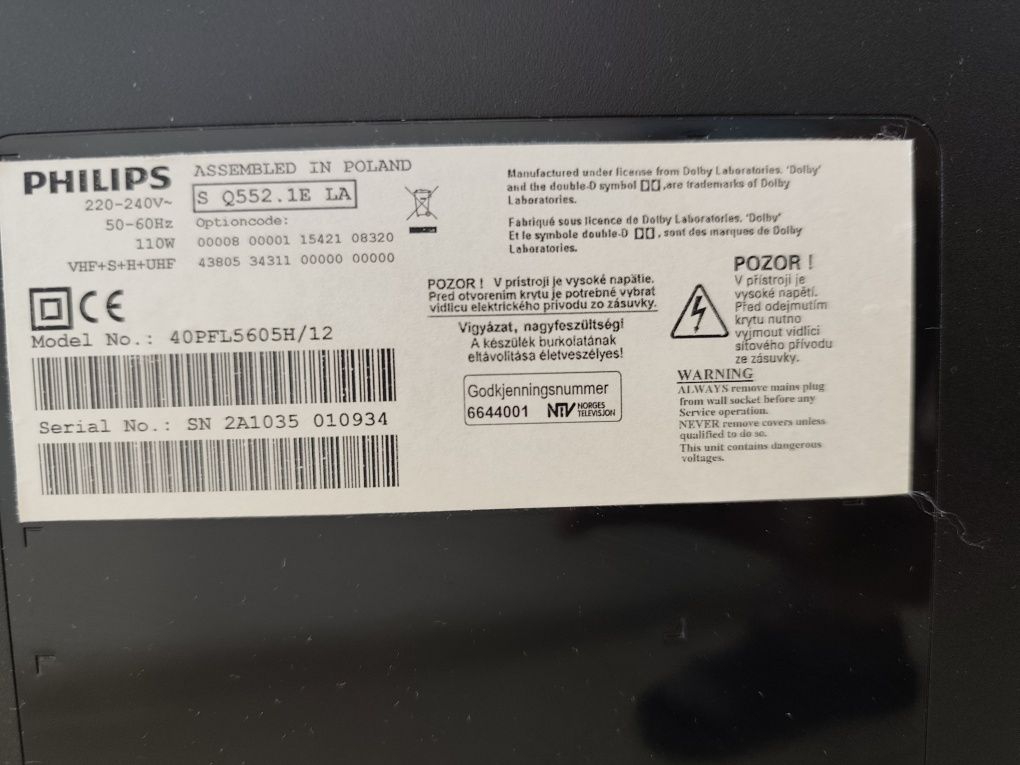 PHILIPS
ASSEMBLED IN POLAND
220-240V~
S Q552.1E LA
50-60Hz
Optioncode:
110W
00008 00001 15421 08320
VHF+S+H+UHF
43805 34311 00000 00000
CE
Model No.: 40PFL5605H/12
Serial No.: SN 2A1035 010934
Manufactured under license from Dolby Laboratories. 'Dolby'
and the double-D symbol DD ,are trademarks of Dolby
Laboratories.
Fabriqué sous licence de Dolby Laboratories. 'Dolby'
Et le symbole double-D DD , sont des marques de Dolby
Laboratories.
POZOR ! V prístroji je vysoké napätie.
Pred otvorením krytu je potrebné vybrat
vidlicu elektrického prívodu zo zásuvky.
Vigyázat, nagyfeszültség!
A készülék burkolatának
eltávolítása életveszélyes!
Godkjenningsnummer
6644001 NTV NORGES
TELEVISJON
POZOR !
V přístroji je
vysoké napětí.
Před odejmutím
krytu nutno
vyjmout vidlici
síťového přívodu
ze zásuvky.
WARNING
ALWAYS remove mains plug
from wall socket before any
Service operation.
NEVER remove covers unless
qualified to do so.
This unit contains dangerous
voltages.